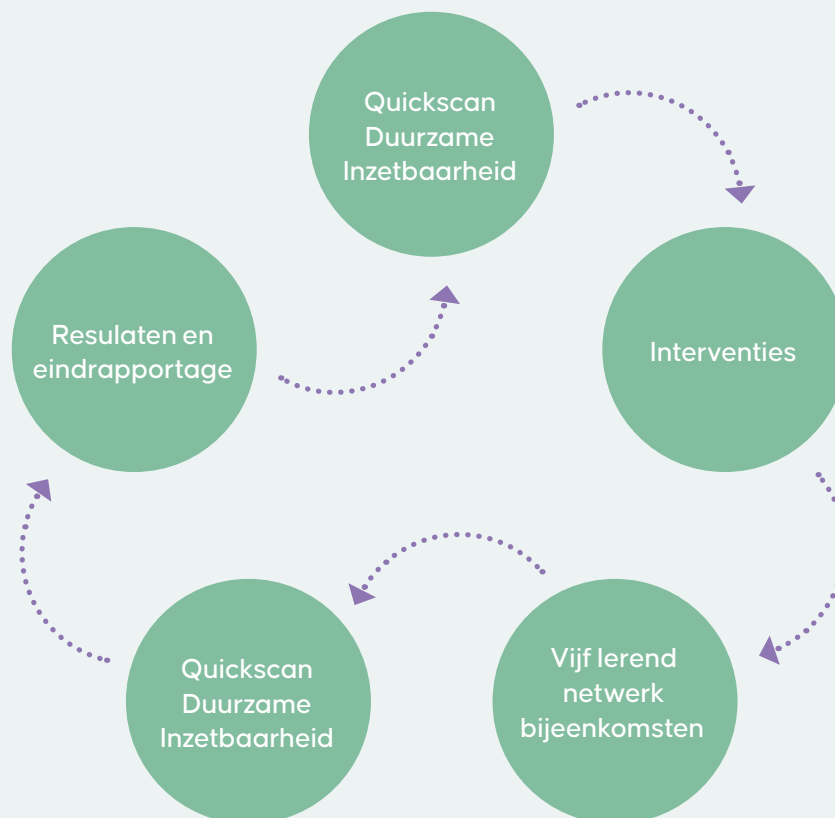 Quickscan
Duurzame
Inzetbaarheid
Interventies
Vijf lerend
netwerk
bijeenkomsten
Quickscan
Duurzame
Inzetbaarheid
Resulaten en
eindrapportage